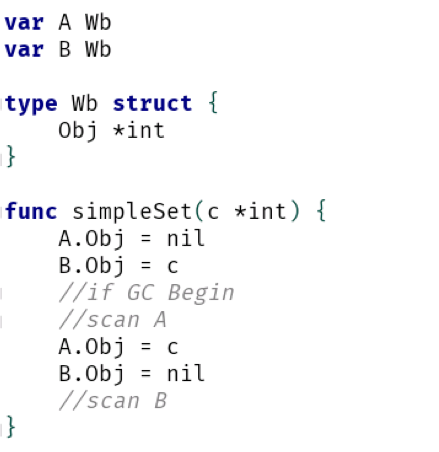 var A Wb
var B Wb
type Wb struct {
Obj *int
}
func simpleSet(c *int) {
A.Obj = nil
B.Obj = c
//if GC Begin
//scan A
A.Obj = c
B.Obj = nil
//scan B
}